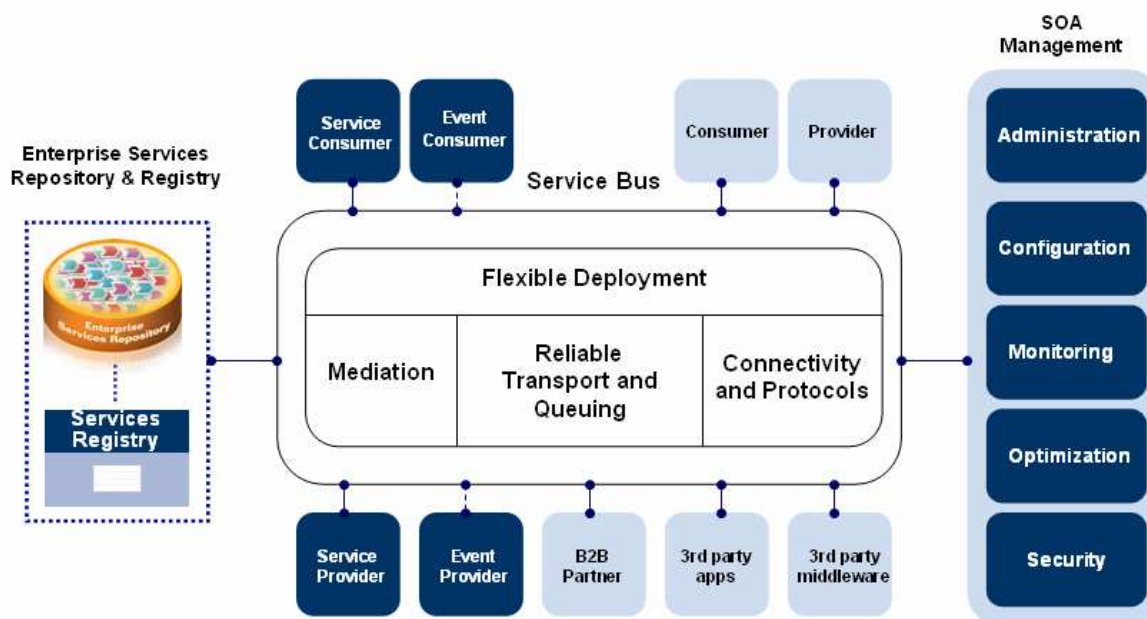 SOA
Management
Service
Consumer
Event
Consumer
Consumer
Provider
Administration
Enterprise Services
Repository & Registry
Service Bus
Configuration
Flexible Deployment
Enterprise
Services Repository
Mediation
Reliable
Transport and
Queuing
Connectivity
and Protocols
Monitoring
Services
Registry
Optimization
Service
Provider
Event
Provider
B2B
Partner
3rd party
apps
3rd party
middleware
Security